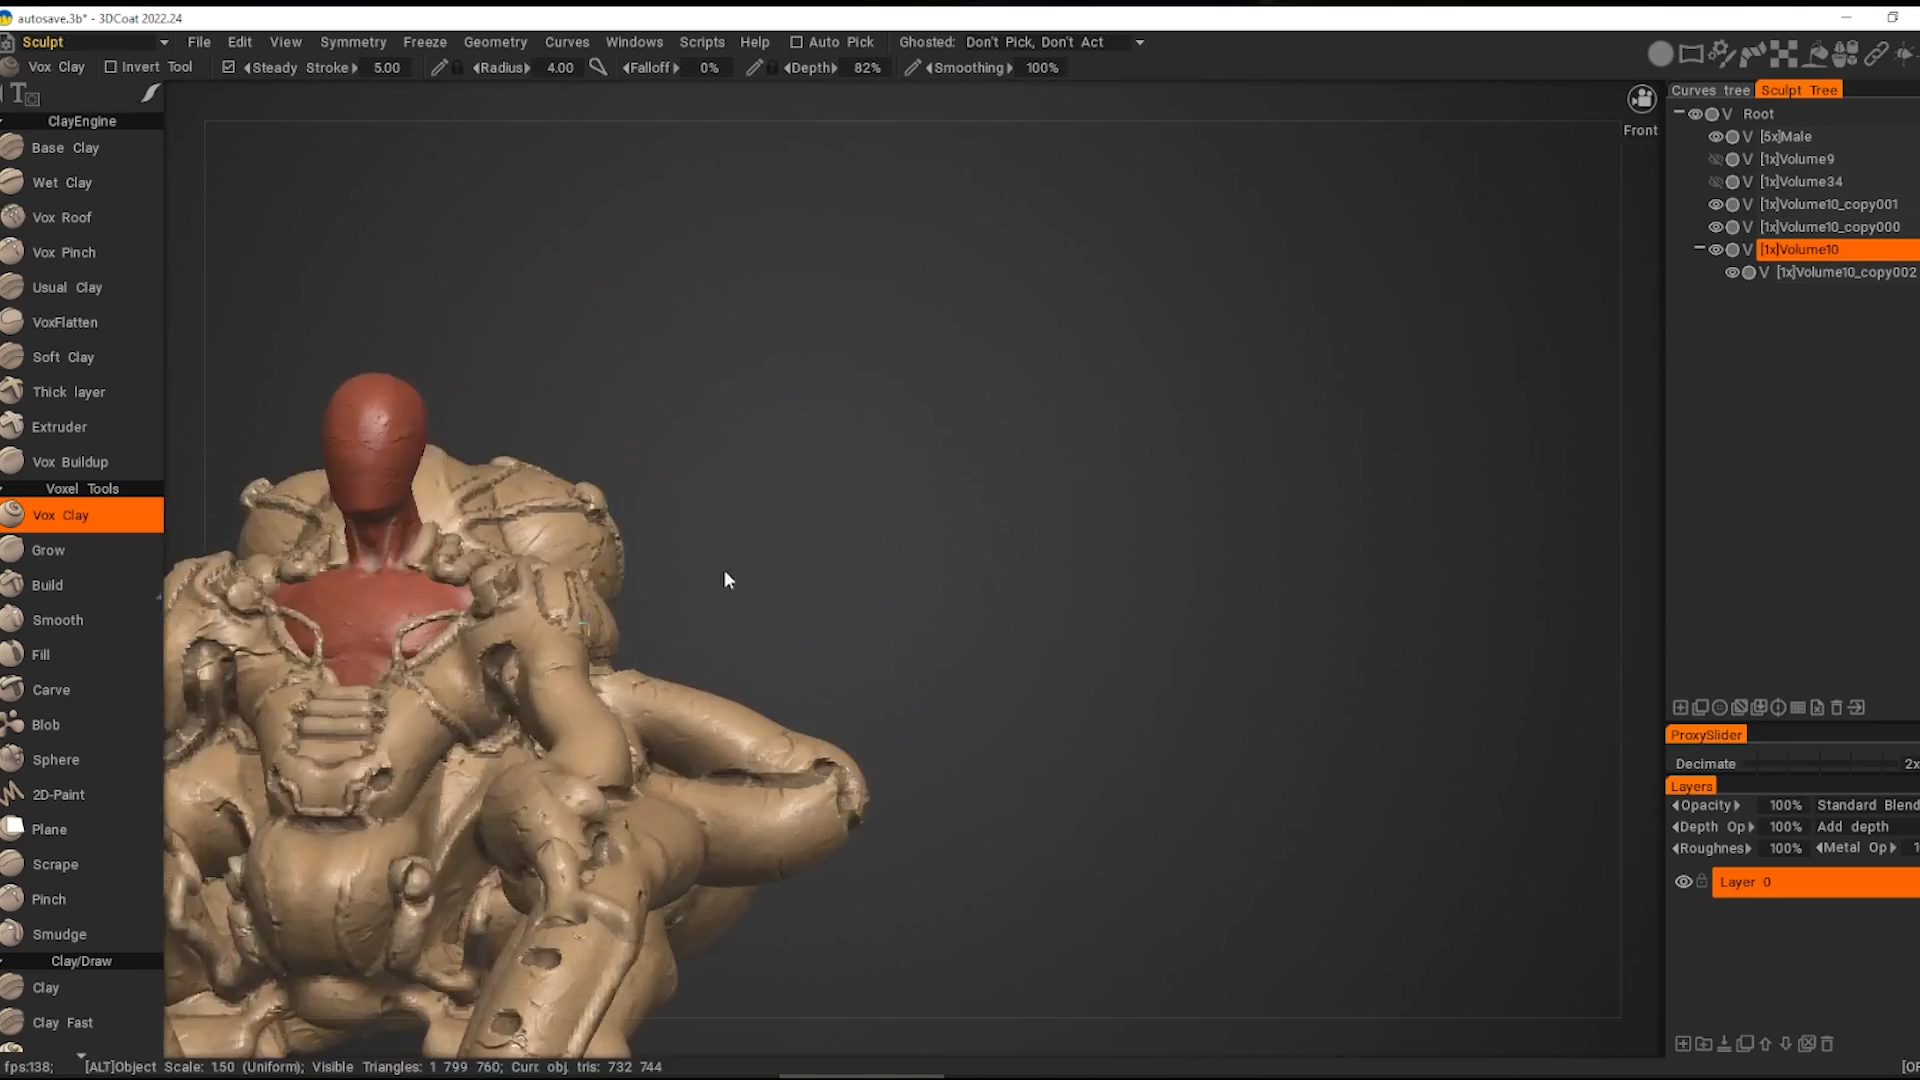 autosave.3b* - 3DCoat 2022.24
Sculpt File Edit View Symmetry Freeze Geometry Curves Windows Scripts Help Auto Pick Ghosted: Don't Pick, Don't Act
Vox Clay Invert Tool Steady Stroke 5.00 Radius 4.00 Falloff 0% Depth 82% Smoothing 100%
T
ClayEngine
Base Clay
Wet Clay
Vox Roof
Vox Pinch
Usual Clay
VoxFlatten
Soft Clay
Thick layer
Extruder
Vox Buildup
Voxel Tools
Vox Clay
Grow
Build
Smooth
Fill
Carve
Blob
Sphere
2D-Paint
Plane
Scrape
Pinch
Smudge
Clay/Draw
Clay
Clay Fast
Front
Curves tree Sculpt Tree
V Root
V [5x]Male
V [1x]Volume9
V [1x]Volume34
V [1x]Volume10_copy001
V [1x]Volume10_copy000
V [1x]Volume10
V [1x]Volume10_copy002
ProxySlider
Decimate 2x
Layers
Opacity 100% Standard Blend
Depth Op 100% Add depth
Roughness 100% Metal Op 1
Layer 0
fps:138; [ALT]Object Scale: 1.50 (Uniform); Visible Triangles: 1 799 760; Curr. obj. tris: 732 744